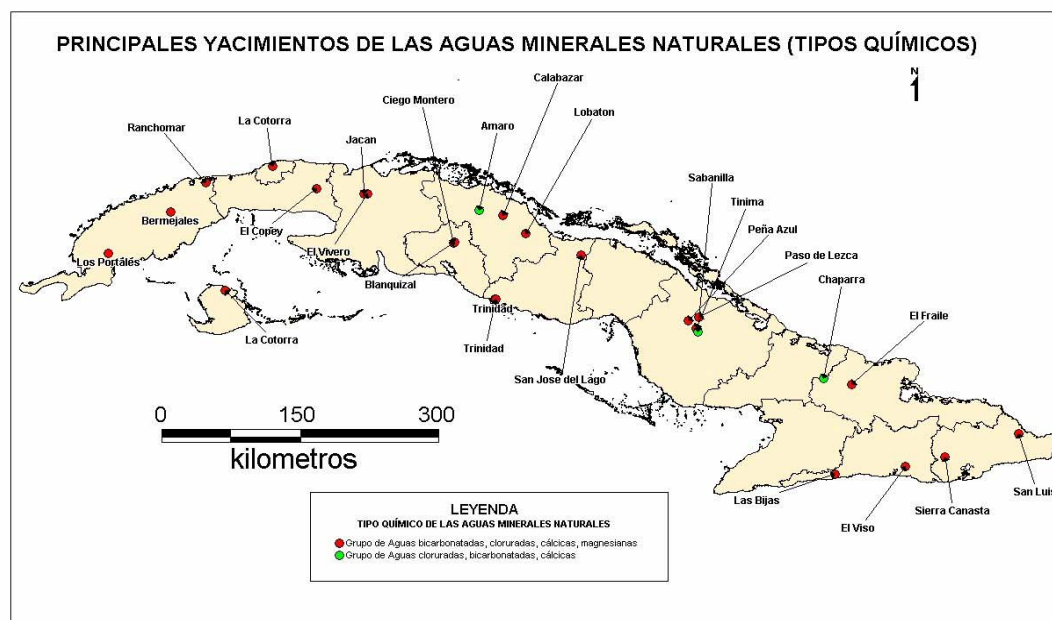 PRINCIPALES YACIMIENTOS DE LAS AGUAS MINERALES NATURALES (TIPOS QUÍMICOS)
N
Calabazar
Ciego Montero
Lobaton
La Cotorra
Amaro
Ranchomar
Jacan
Sabanilla
Tinima
Bermejales
Peña Azul
El Copey
Paso de Lezca
El Vivero
Los Portales
Chaparra
Blanquizal
Trinidad
El Fraile
La Cotorra
Trinidad
San Jose del Lago
0 150 300
kilometros
Las Bijas
San Luis
Sierra Canasta
El Viso
LEYENDA
TIPO QUÍMICO DE LAS AGUAS MINERALES NATURALES
Grupo de Aguas bicarbonatadas, cloruradas, cálcicas, magnesianas
Grupo de Aguas cloruradas, bicarbonatadas, cálcicas